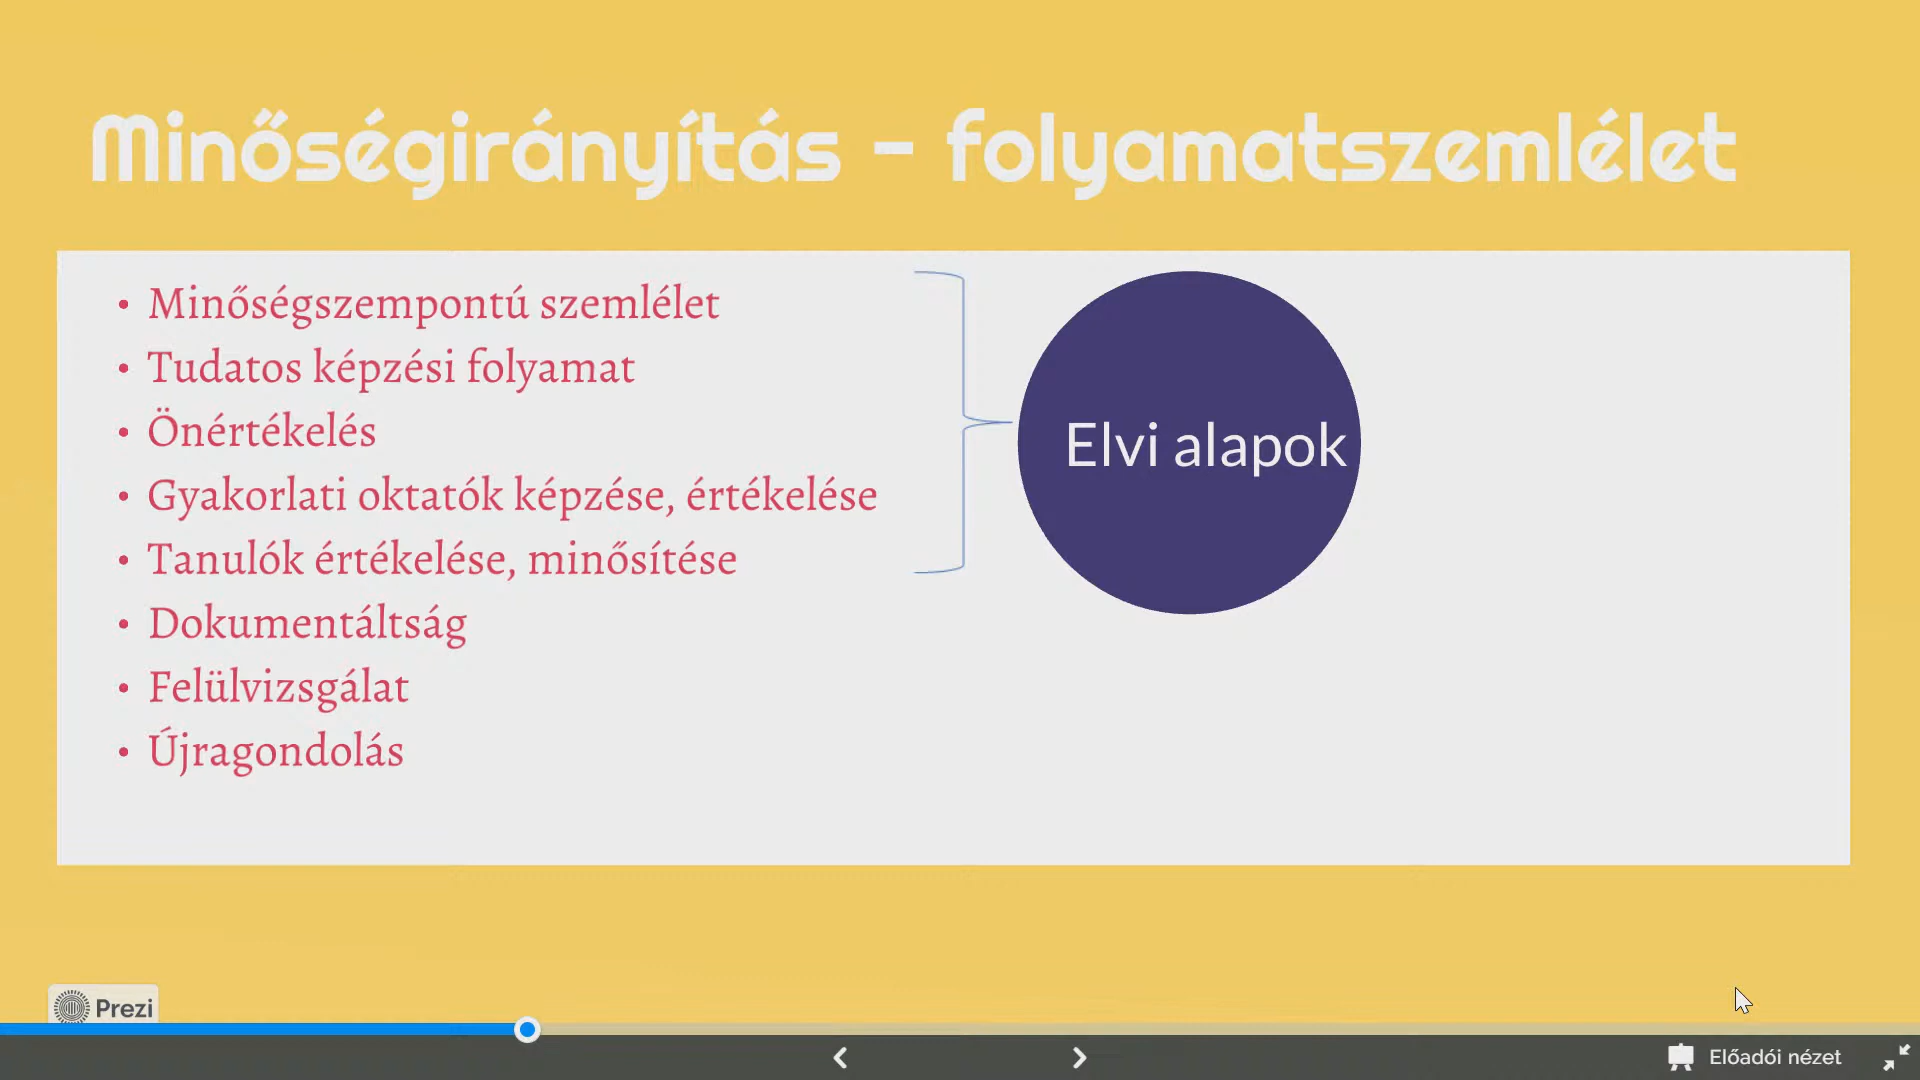 Minőségirányítás - folyamatszemlélet
• Minőségszempontú szemlélet
• Tudatos képzési folyamat
• Önértékelés
• Gyakorlati oktatók képzése, értékelése
• Tanulók értékelése, minősítése
• Dokumentáltság
• Felülvizsgálat
• Újragondolás
Elvi alapok
Prezi
Előadói nézet